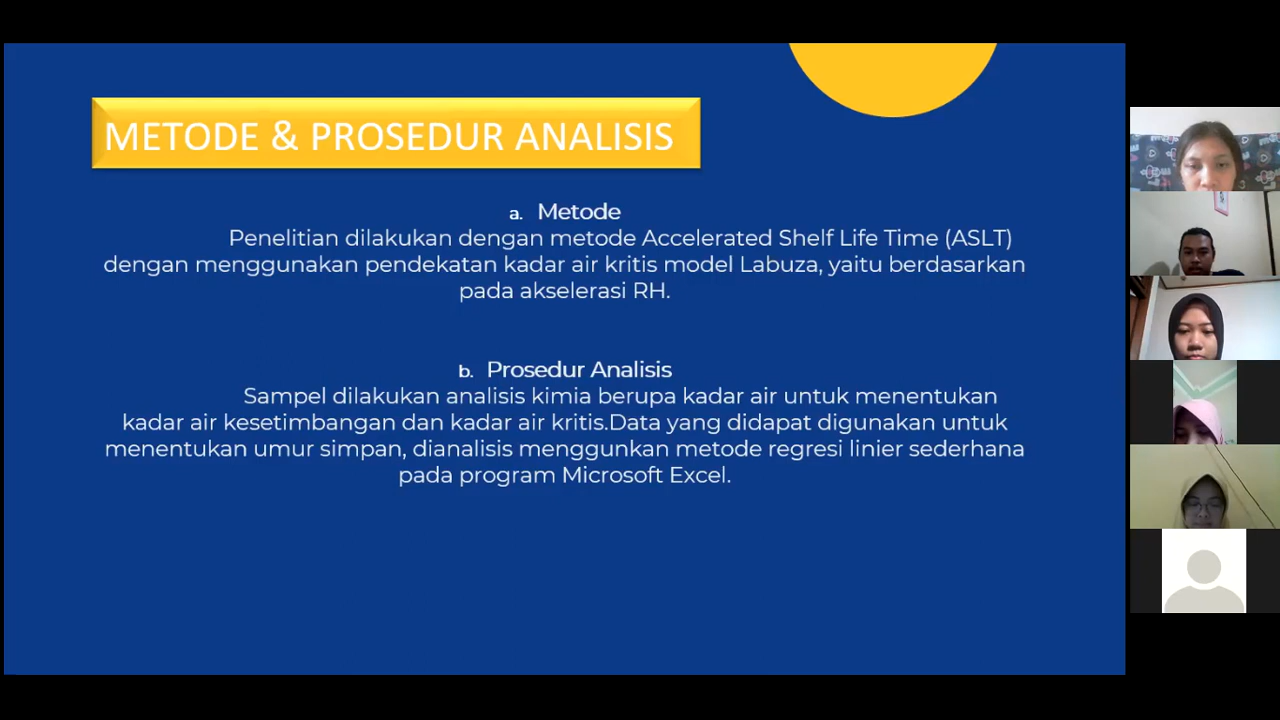 METODE & PROSEDUR ANALISIS
a. Metode
Penelitian dilakukan dengan metode Accelerated Shelf Life Time (ASLT)
dengan menggunakan pendekatan kadar air kritis model Labuza, yaitu berdasarkan
pada akselerasi RH.
b. Prosedur Analisis
Sampel dilakukan analisis kimia berupa kadar air untuk menentukan
kadar air kesetimbangan dan kadar air kritis.Data yang didapat digunakan untuk
menentukan umur simpan, dianalisis menggunkan metode regresi linier sederhana
pada program Microsoft Excel.